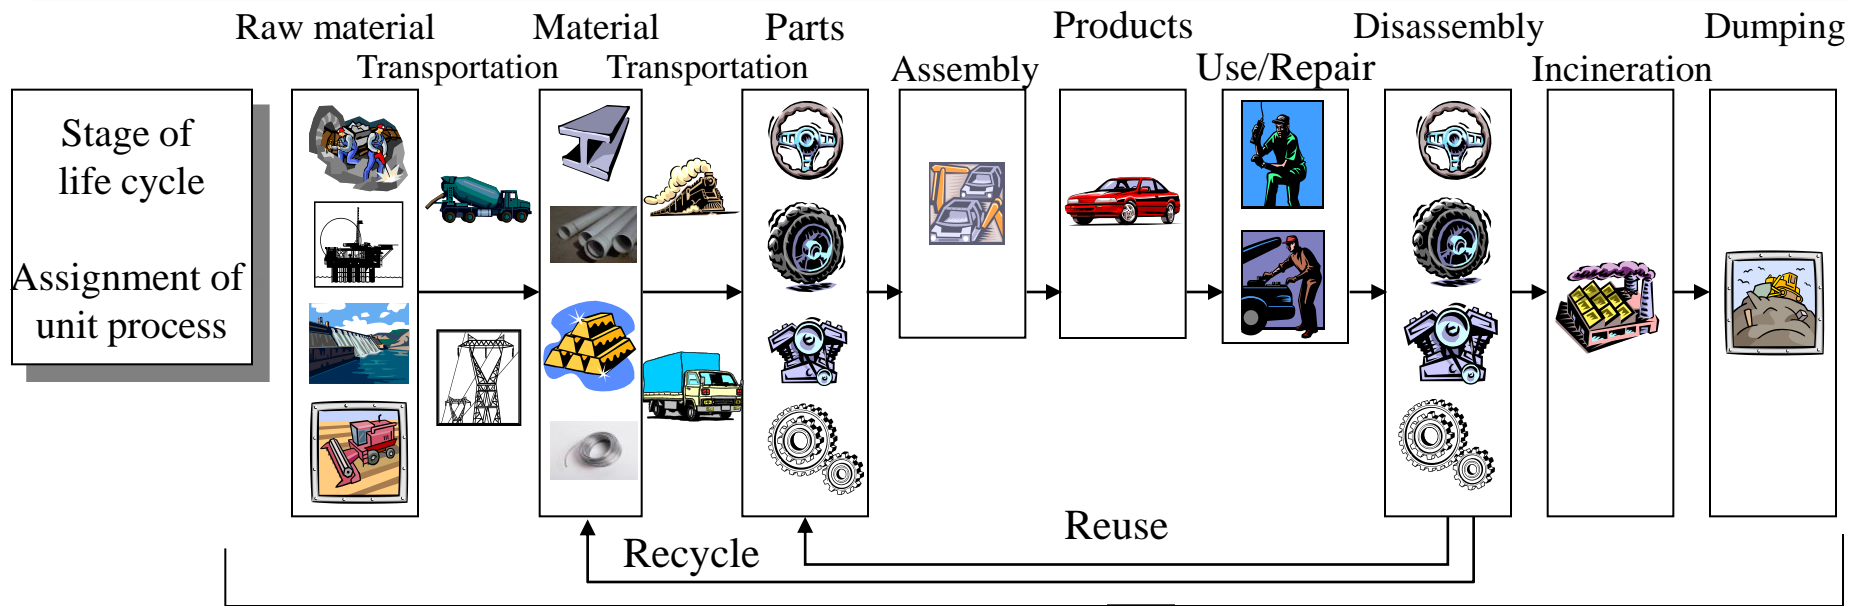 Raw material
Material
Parts
Products
Disassembly
Dumping
Transportation
Transportation
Assembly
Use/Repair
Incineration
Stage of
life cycle
Assignment of
unit process
Reuse
Recycle